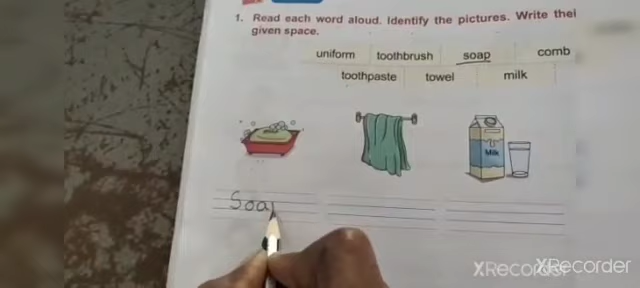 1. Read each word aloud. Identify the pictures. Write thei
given space.
uniform toothbrush soap comb
toothpaste towel milk
Milk
Soa
XRecorder
XRecorder